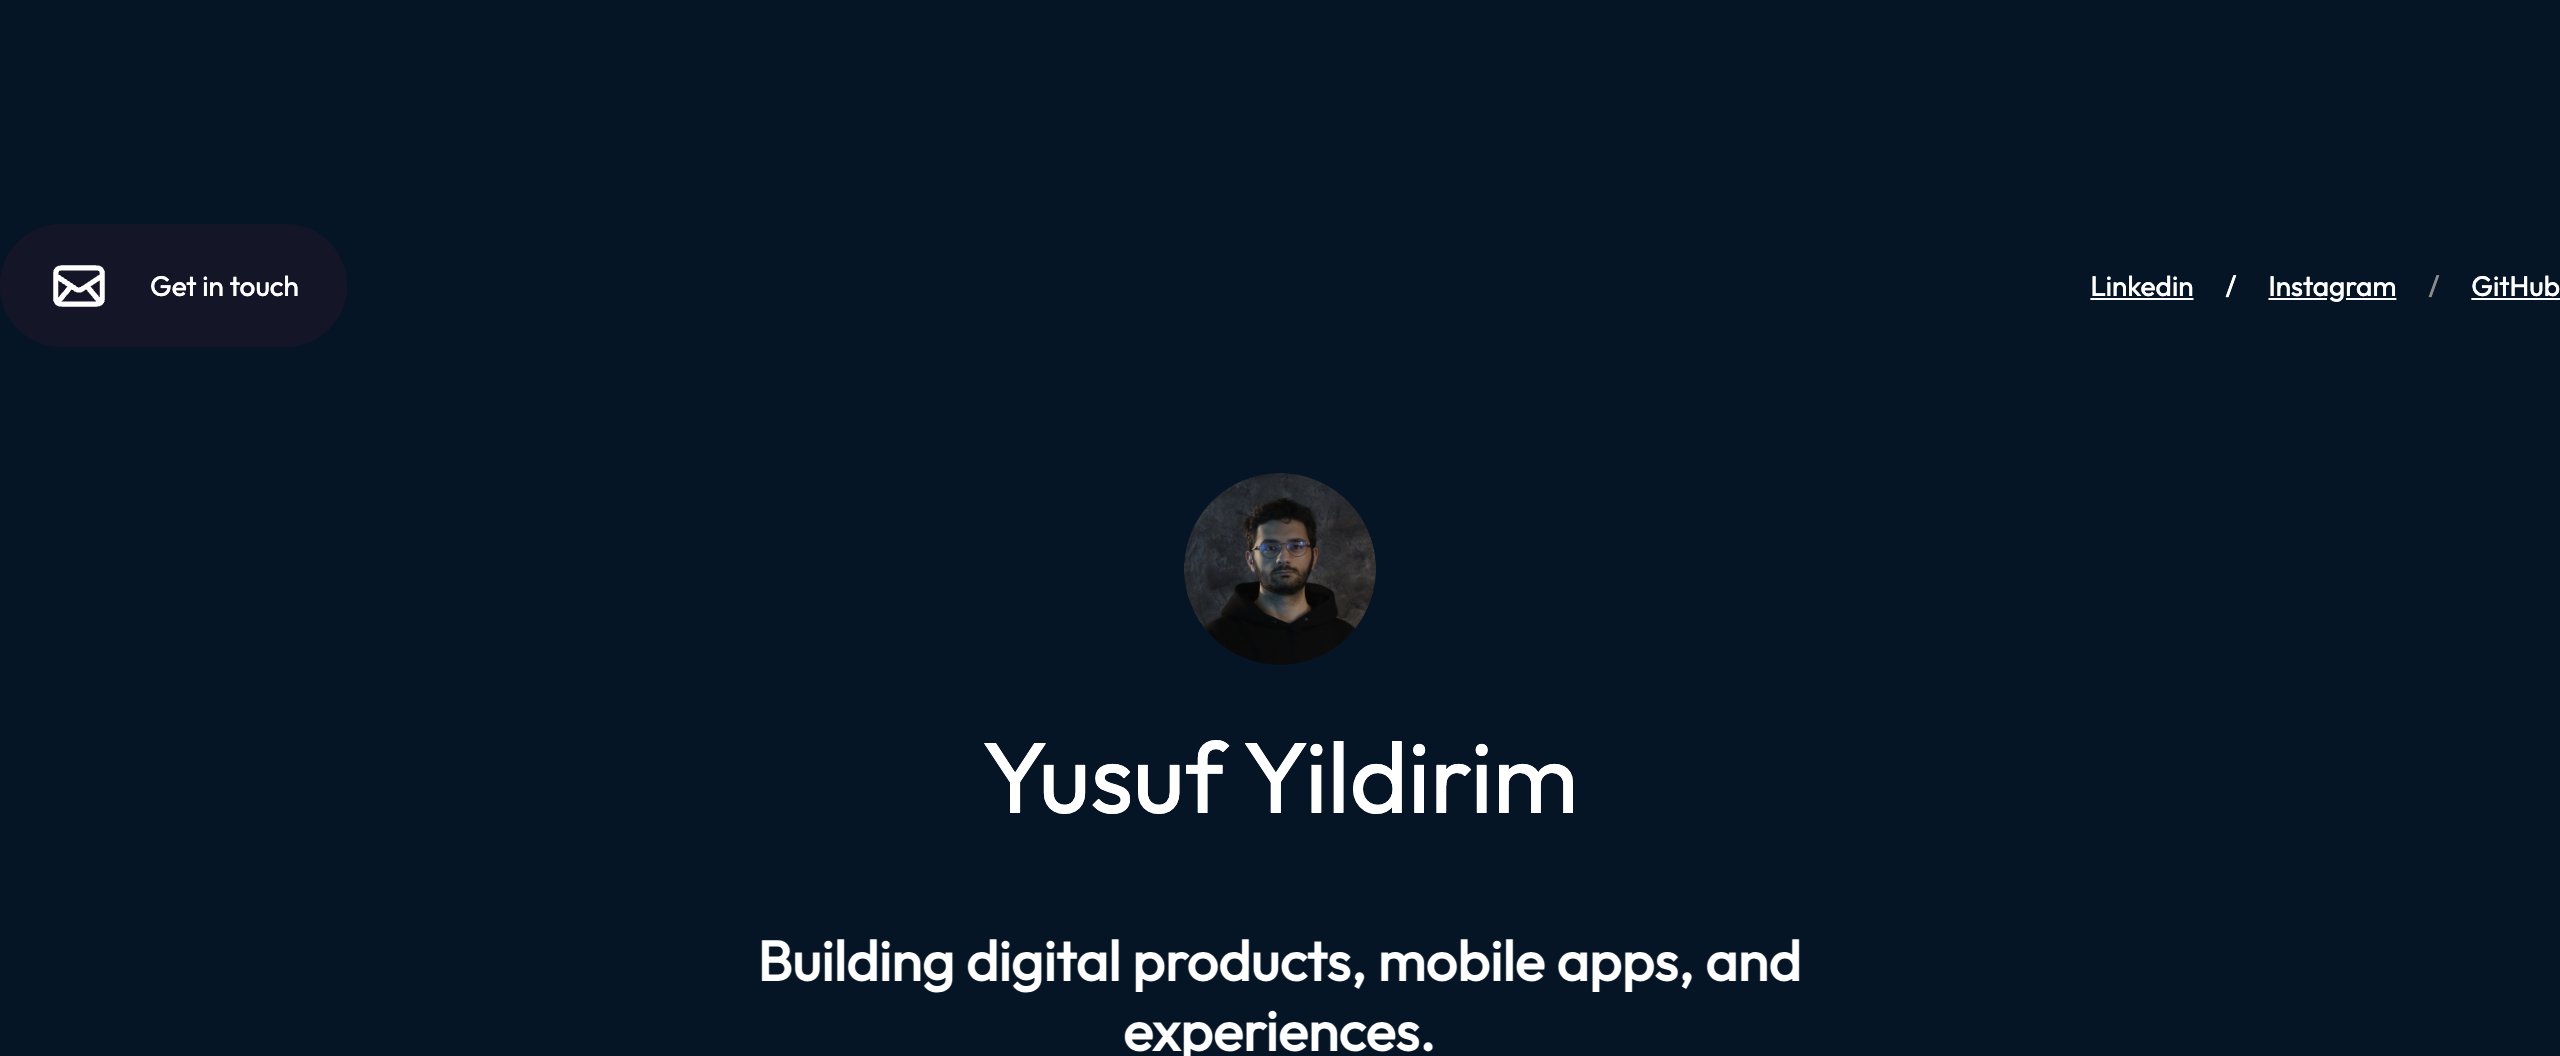 Get in touch
Linkedin / Instagram / GitHub
Yusuf Yildirim
Building digital products, mobile apps, and
experiences.